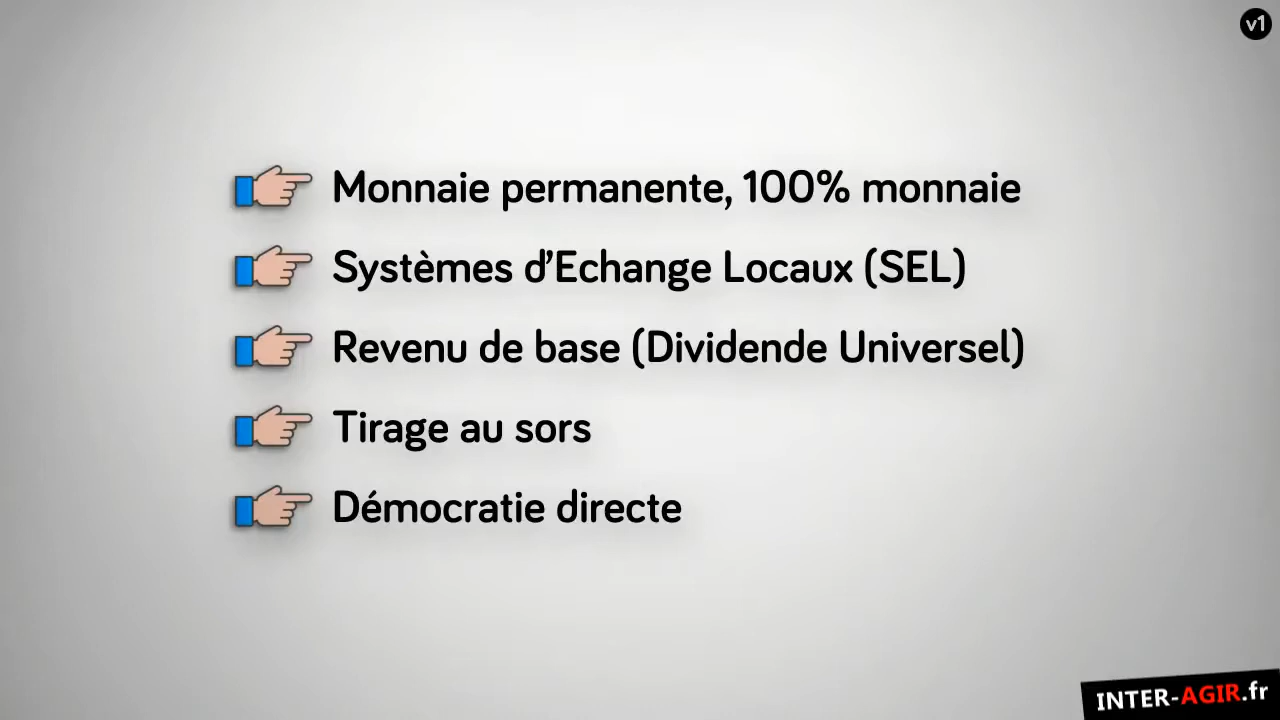 v1
Monnaie permanente, 100% monnaie
Systèmes d’Echange Locaux (SEL)
Revenu de base (Dividende Universel)
Tirage au sors
Démocratie directe
INTER-AGIR.fr